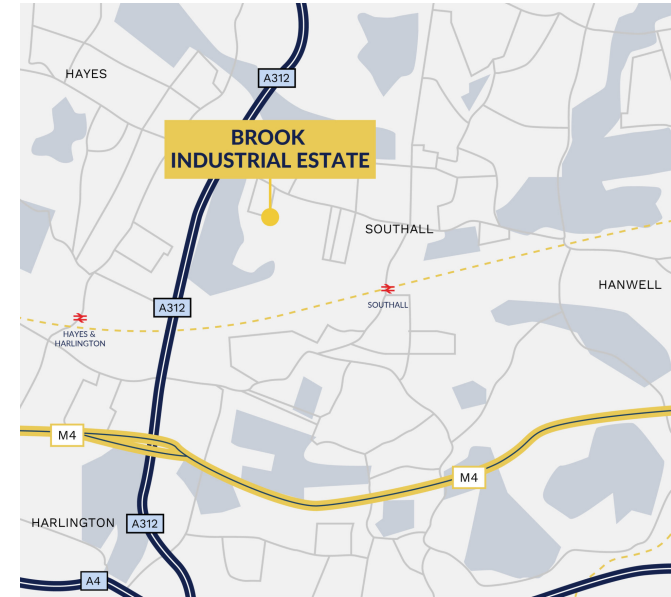 HAYES
A312
BROOK
INDUSTRIAL ESTATE
SOUTHALL
HANWELL
A312
SOUTHALL
HAYES &
HARLINGTON
M4
M4
HARLINGTON
A312
A4